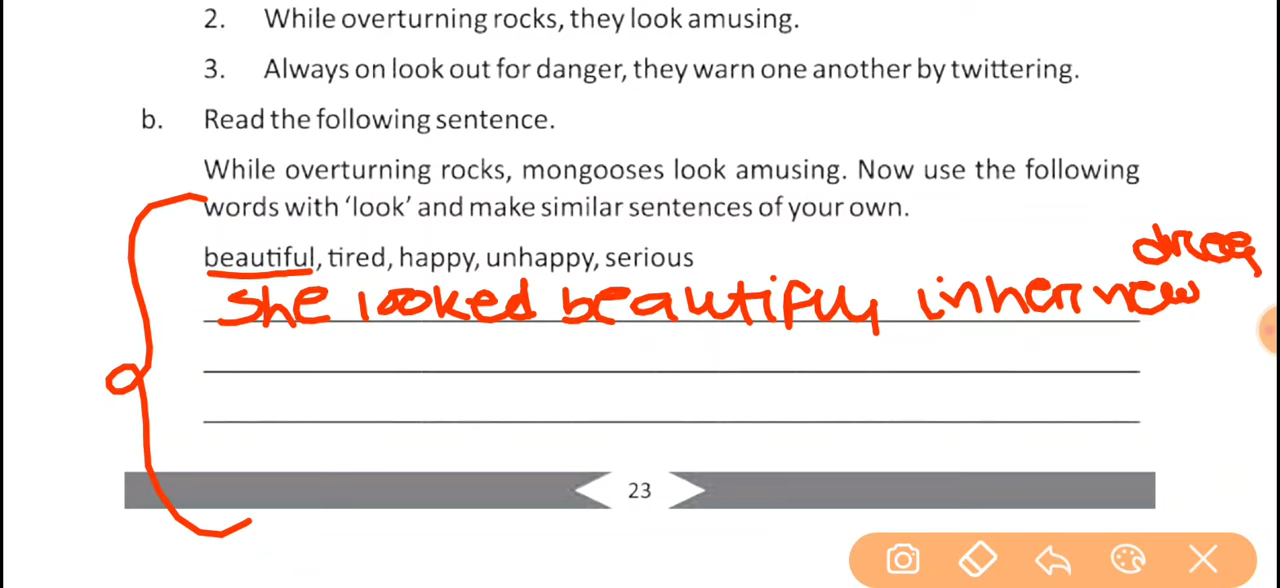 2. While overturning rocks, they look amusing.
3. Always on look out for danger, they warn one another by twittering.
b. Read the following sentence.
While overturning rocks, mongooses look amusing. Now use the following
words with ‘look’ and make similar sentences of your own.
beautiful, tired, happy, unhappy, serious
she looked beautiful in her new
dress
23